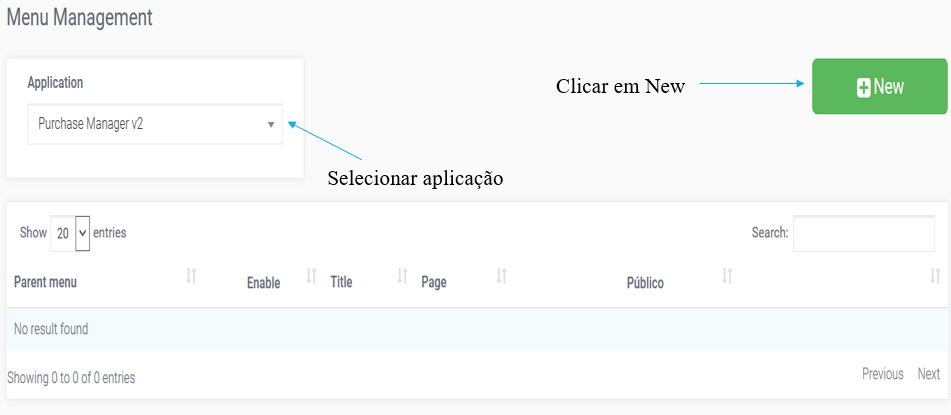 Menu Management
Application
Purchase Manager v2
Clicar em New
New
Selecionar aplicação
Show 20 entries
Search:
Parent menu Enable Title Page Público
No result found
Showing 0 to 0 of 0 entries
Previous Next